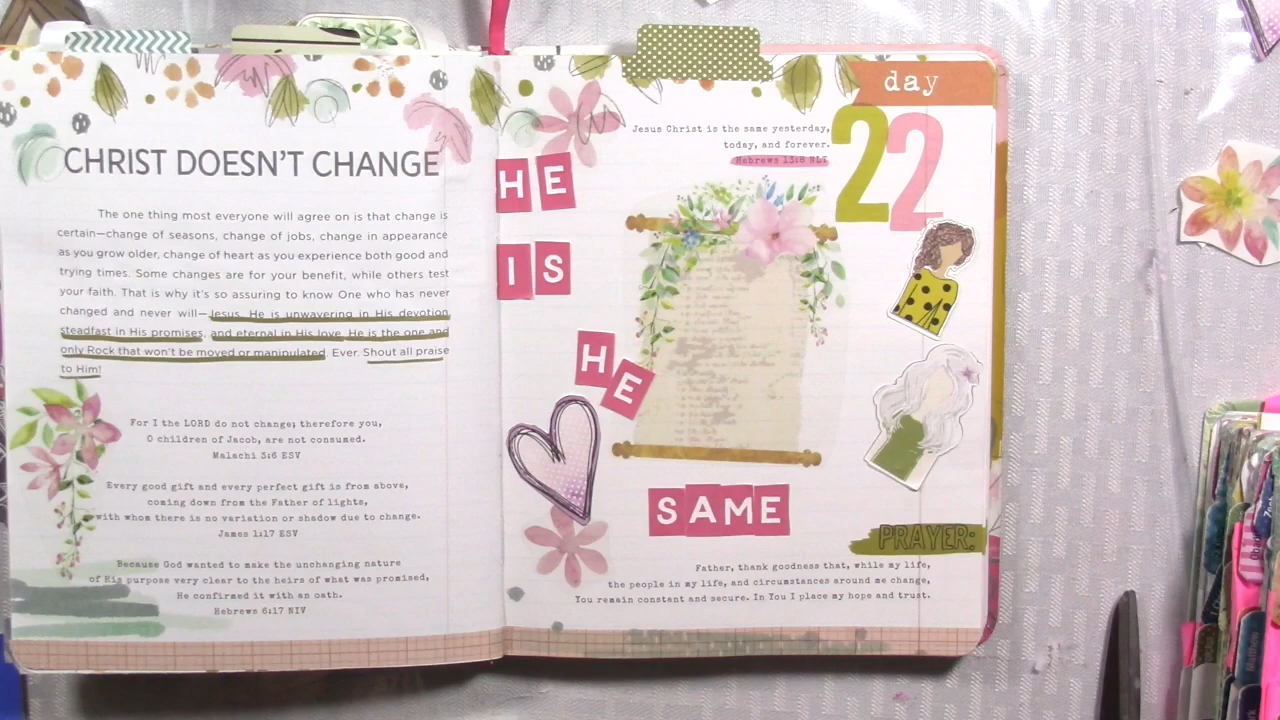 CHRIST DOESN'T CHANGE
The one thing most everyone will agree on is that change is
certain—change of seasons, change of jobs, change in appearance
as you grow older, change of heart as you experience both good and
trying times. Some changes are for your benefit, while others test
your faith. That is why it's so assuring to know One who has never
changed and never will—Jesus. He is unwavering in His devotion
steadfast in His promises, and eternal in His love. He is the one and
only Rock that won't be moved or manipulated. Ever. Shout all praise
to Him!
For I the LORD do not change; therefore you,
O children of Jacob, are not consumed.
Malachi 3:6 ESV
Every good gift and every perfect gift is from above,
coming down from the Father of lights,
with whom there is no variation or shadow due to change.
James 1:17 ESV
Because God wanted to make the unchanging nature
of His purpose very clear to the heirs of what was promised,
He confirmed it with an oath.
Hebrews 6:17 NIV
day
22
Jesus Christ is the same yesterday,
today, and forever.
Hebrews 13:8 NLT
HE
IS
HE
SAME
PRAYER:
Father, thank goodness that, while my life,
the people in my life, and circumstances around me change,
You remain constant and secure. In You I place my hope and trust.
Matthew